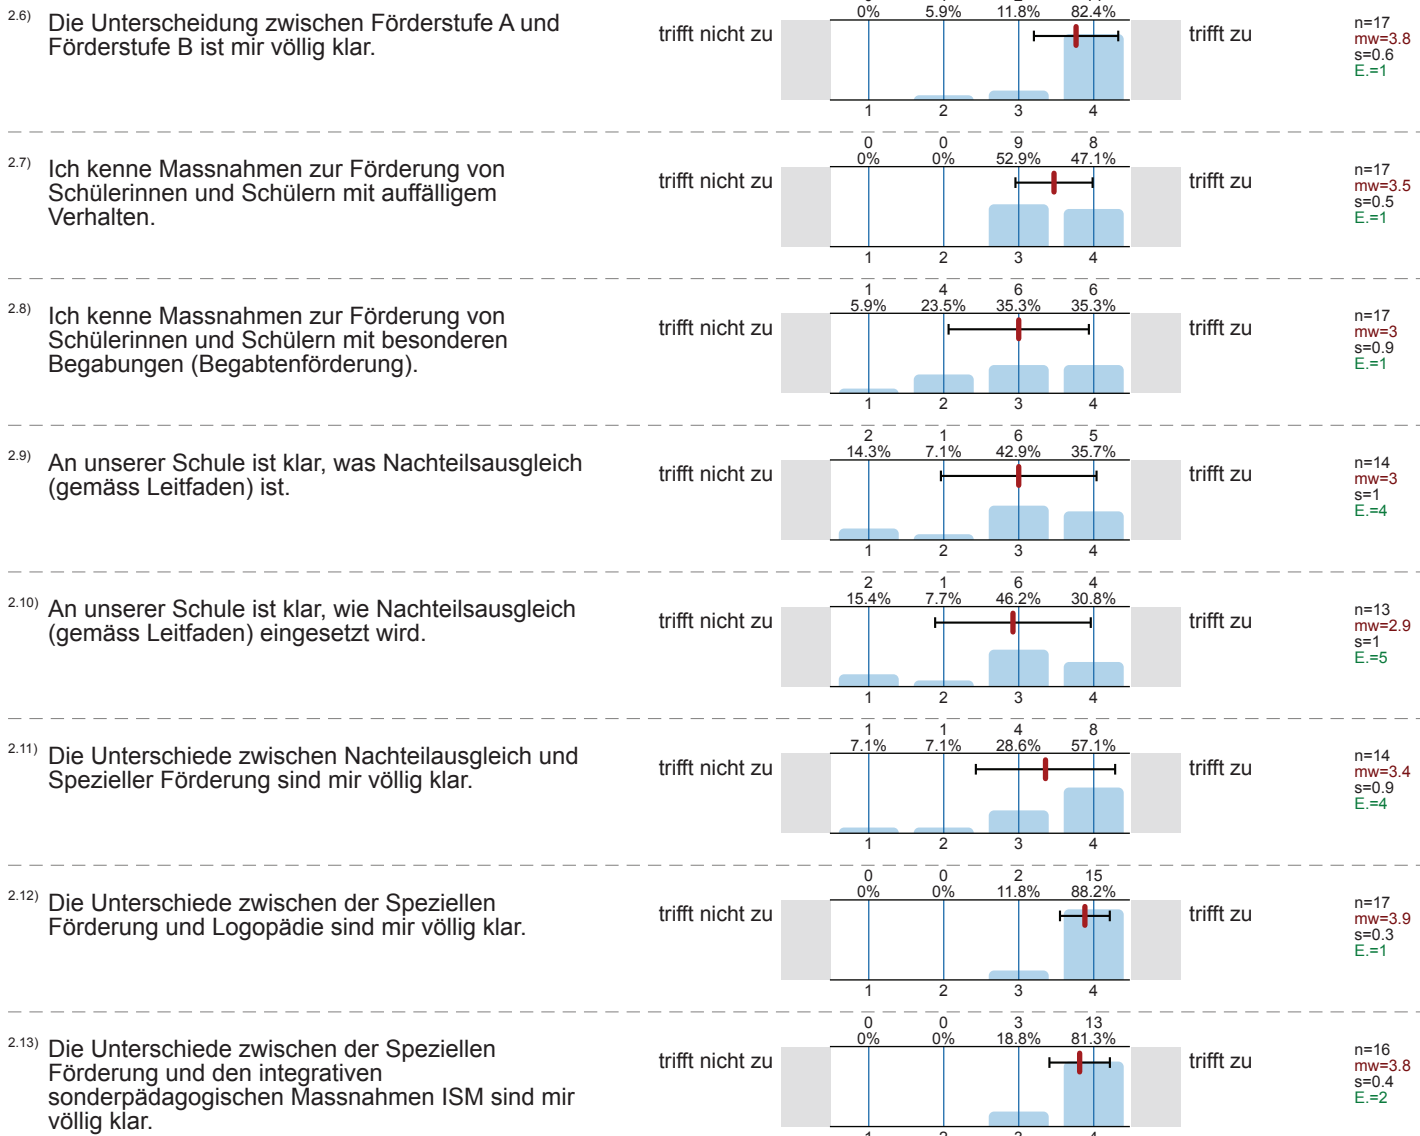 0%
5.9%
11.8%
82.4%
2.6) Die Unterscheidung zwischen Förderstufe A und
Förderstufe B ist mir völlig klar.
trifft nicht zu
trifft zu
n=17
mw=3.8
s=0.6
E.=1
1 2 3 4
0 0 9 8
0% 0% 52.9% 47.1%
2.7) Ich kenne Massnahmen zur Förderung von
Schülerinnen und Schülern mit auffälligem
Verhalten.
trifft nicht zu
trifft zu
n=17
mw=3.5
s=0.5
E.=1
1 2 3 4
1 4 6 6
5.9% 23.5% 35.3% 35.3%
2.8) Ich kenne Massnahmen zur Förderung von
Schülerinnen und Schülern mit besonderen
Begabungen (Begabtenförderung).
trifft nicht zu
trifft zu
n=17
mw=3
s=0.9
E.=1
1 2 3 4
2 1 6 5
14.3% 7.1% 42.9% 35.7%
2.9) An unserer Schule ist klar, was Nachteilsausgleich
(gemäss Leitfaden) ist.
trifft nicht zu
trifft zu
n=14
mw=3
s=1
E.=4
1 2 3 4
2 1 6 4
15.4% 7.7% 46.2% 30.8%
2.10) An unserer Schule ist klar, wie Nachteilsausgleich
(gemäss Leitfaden) eingesetzt wird.
trifft nicht zu
trifft zu
n=13
mw=2.9
s=1
E.=5
1 2 3 4
1 1 4 8
7.1% 7.1% 28.6% 57.1%
2.11) Die Unterschiede zwischen Nachteilausgleich und
Spezieller Förderung sind mir völlig klar.
trifft nicht zu
trifft zu
n=14
mw=3.4
s=0.9
E.=4
1 2 3 4
0 0 2 15
0% 0% 11.8% 88.2%
2.12) Die Unterschiede zwischen der Speziellen
Förderung und Logopädie sind mir völlig klar.
trifft nicht zu
trifft zu
n=17
mw=3.9
s=0.3
E.=1
1 2 3 4
0 0 3 13
0% 0% 18.8% 81.3%
2.13) Die Unterschiede zwischen der Speziellen
Förderung und den integrativen
sonderpädagogischen Massnahmen ISM sind mir
völlig klar.
trifft nicht zu
trifft zu
n=16
mw=3.8
s=0.4
E.=2